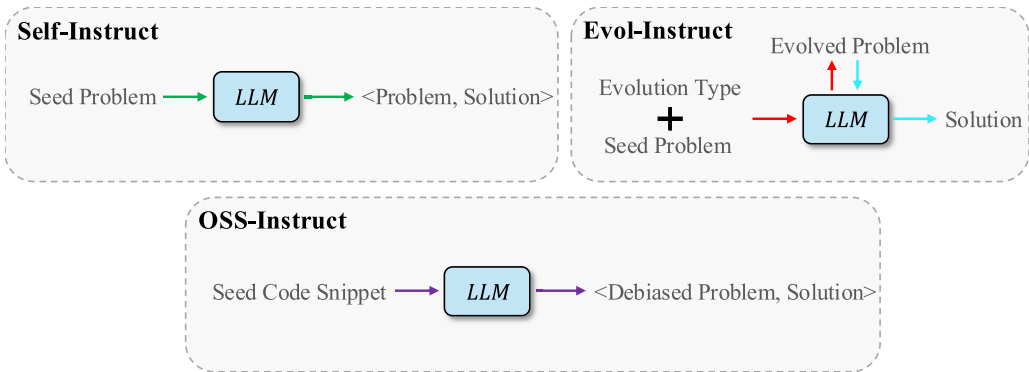 Self-Instruct
Seed Problem
LLM
<Problem, Solution>
Evol-Instruct
Evolved Problem
Evolution Type
+
Seed Problem
LLM
Solution
OSS-Instruct
Seed Code Snippet
LLM
<Debiased Problem, Solution>